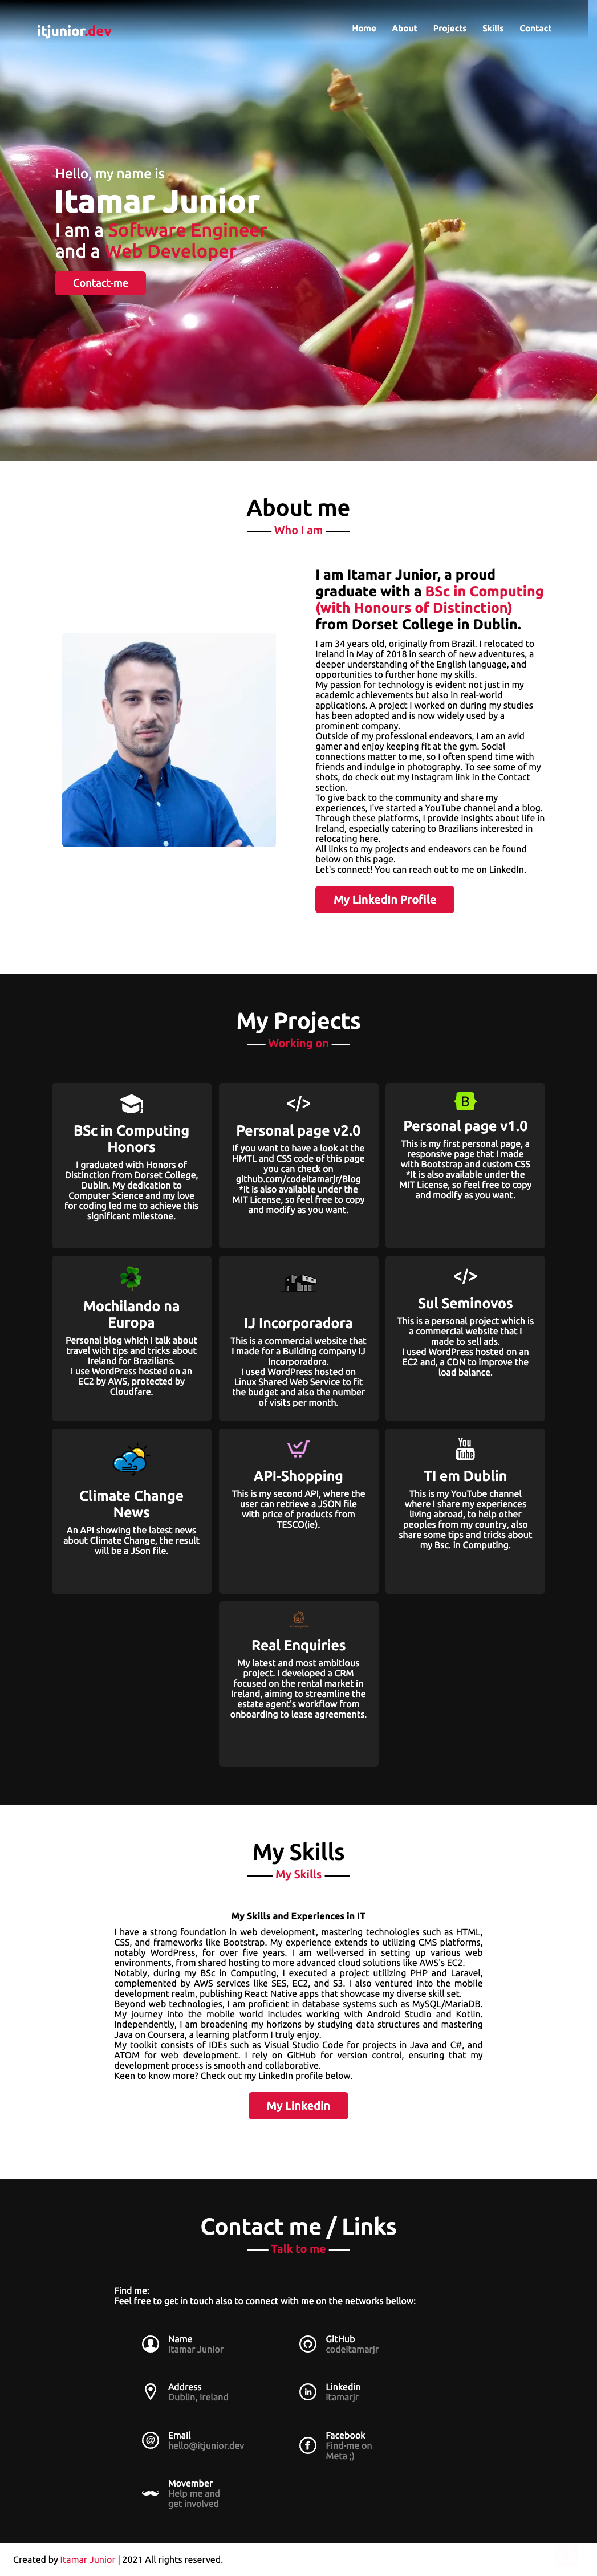 itjunior.dev
Home About Projects Skills Contact
Hello, my name is
Itamar Junior
I am a Software Engineer
and a Web Developer
Contact-me
About me
Who I am
I am Itamar Junior, a proud
graduate with a BSc in Computing
(with Honours of Distinction)
from Dorset College in Dublin.
I am 34 years old, originally from Brazil. I relocated to
Ireland in May of 2018 in search of new adventures, a
deeper understanding of the English language, and
opportunities to further hone my skills.
My passion for technology is evident not just in my
academic achievements but also in real-world
applications. A project I worked on during my studies
has been adopted and is now widely used by a
prominent company.
Outside of my professional endeavors, I am an avid
gamer and enjoy keeping fit at the gym. Social
connections matter to me, so I often spend time with
friends and indulge in photography. To see some of my
shots, do check out my Instagram link in the Contact
section.
To give back to the community and share my
experiences, I've started a YouTube channel and a blog.
Through these platforms, I provide insights about life in
Ireland, especially catering to Brazilians interested in
relocating here.
All links to my projects and endeavors can be found
below on this page.
Let's connect! You can reach out to me on LinkedIn.
My LinkedIn Profile
My Projects
Working on
BSc in Computing
Honors
I graduated with Honors of
Distinction from Dorset College,
Dublin. My dedication to
Computer Science and my love
for coding led me to achieve this
significant milestone.
</>
Personal page v2.0
If you want to have a look at the
HMTL and CSS code of this page
you can check on
github.com/codeitamarjr/Blog
*It is also available under the
MIT License, so feel free to copy
and modify as you want.
B
Personal page v1.0
This is my first personal page, a
responsive page that I made
with Bootstrap and custom CSS
*It is also available under the
MIT License, so feel free to copy
and modify as you want.
Mochilando na
Europa
Personal blog which I talk about
travel with tips and tricks about
Ireland for Brazilians.
I use WordPress hosted on an
EC2 by AWS, protected by
Cloudfare.
IJ Incorporadora
This is a commercial website that
I made for a Building company IJ
Incorporadora.
I used WordPress hosted on
Linux Shared Web Service to fit
the budget and also the number
of visits per month.
</>
Sul Seminovos
This is a personal project which is
a commercial website that I
made to sell ads.
I used WordPress hosted on an
EC2 and, a CDN to improve the
load balance.
Climate Change
News
An API showing the latest news
about Climate Change, the result
will be a JSon file.
API-Shopping
This is my second API, where the
user can retrieve a JSON file
with price of products from
TESCO(ie).
You
Tube
TI em Dublin
This is my YouTube channel
where I share my experiences
living abroad, to help other
peoples from my country, also
share some tips and tricks about
my Bsc. in Computing.
Real Enquiries
My latest and most ambitious
project. I developed a CRM
focused on the rental market in
Ireland, aiming to streamline the
estate agent's workflow from
onboarding to lease agreements.
My Skills
My Skills
My Skills and Experiences in IT
I have a strong foundation in web development, mastering technologies such as HTML,
CSS, and frameworks like Bootstrap. My experience extends to utilizing CMS platforms,
notably WordPress, for over five years. I am well-versed in setting up various web
environments, from shared hosting to more advanced cloud solutions like AWS's EC2.
Notably, during my BSc in Computing, I executed a project utilizing PHP and Laravel,
complemented by AWS services like SES, EC2, and S3. I also ventured into the mobile
development realm, publishing React Native apps that showcase my diverse skill set.
Beyond web technologies, I am proficient in database systems such as MySQL/MariaDB.
My journey into the mobile world includes working with Android Studio and Kotlin.
Independently, I am broadening my horizons by studying data structures and mastering
Java on Coursera, a learning platform I truly enjoy.
My toolkit consists of IDEs such as Visual Studio Code for projects in Java and C#, and
ATOM for web development. I rely on GitHub for version control, ensuring that my
development process is smooth and collaborative.
Keen to know more? Check out my LinkedIn profile below.
My Linkedin
Contact me / Links
Talk to me
Find me:
Feel free to get in touch also to connect with me on the networks bellow:
Name
Itamar Junior
GitHub
codeitamarjr
Address
Dublin, Ireland
Linkedin
itamarjr
Email
hello@itjunior.dev
Facebook
Find-me on
Meta ;)
Movember
Help me and
get involved
Created by Itamar Junior | 2021 All rights reserved.